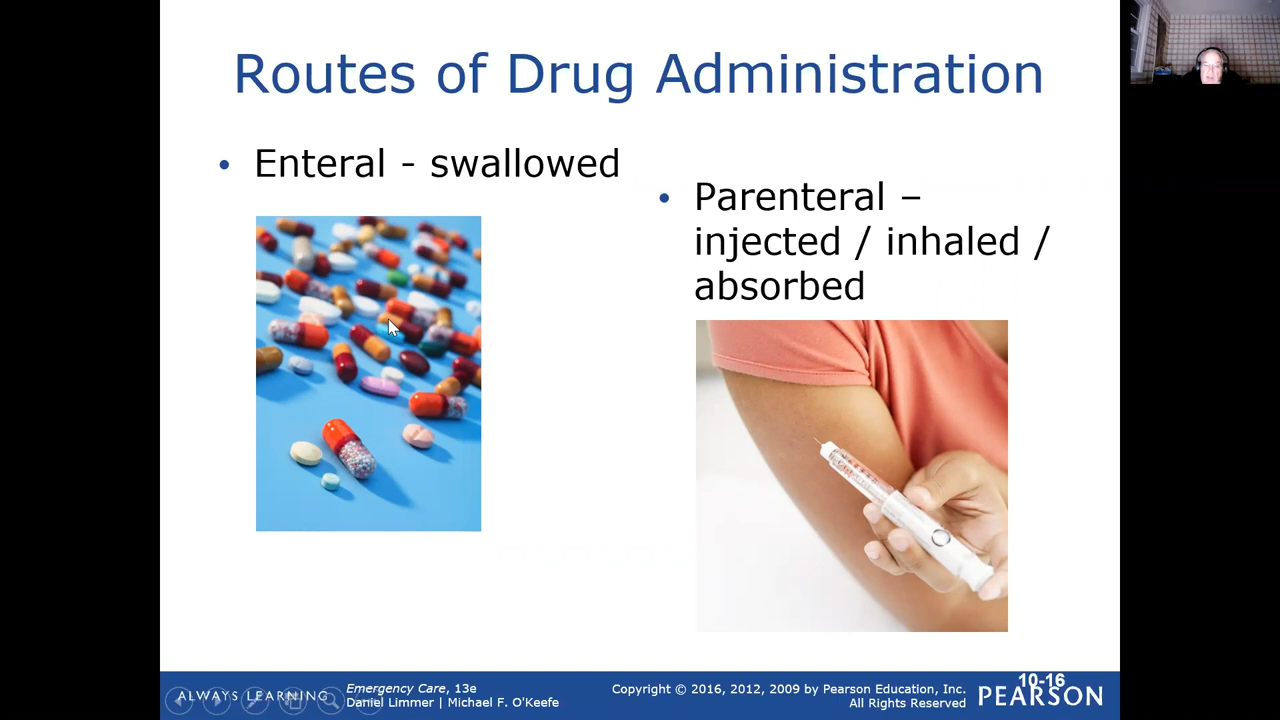 Routes of Drug Administration
• Enteral - swallowed
• Parenteral –
injected / inhaled /
absorbed
ALWAYS LEARNING
Emergency Care, 13e
Daniel Limmer | Michael F. O'Keefe
Copyright © 2016, 2012, 2009 by Pearson Education, Inc.
All Rights Reserved
10-16
PEARSON